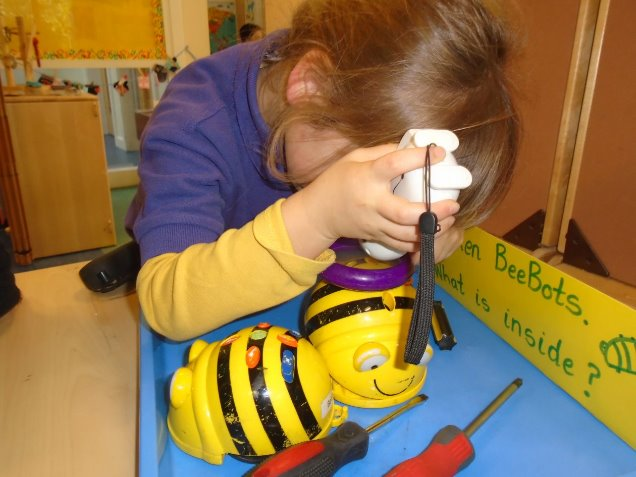 BeeBots.
What is inside
?